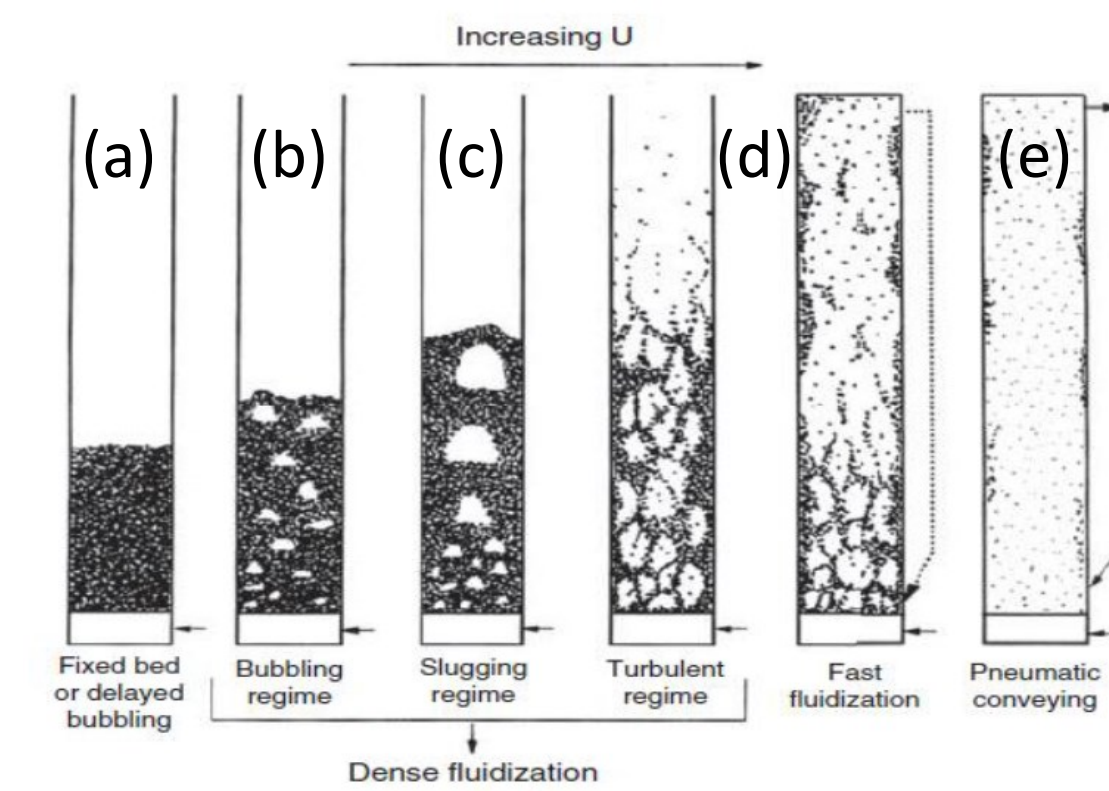 Increasing U
(a)
(b)
(c)
(d)
(e)
Fixed bed
or delayed
bubbling
Bubbling
regime
Slugging
regime
Turbulent
regime
Fast
fluidization
Pneumatic
conveying
Dense fluidization